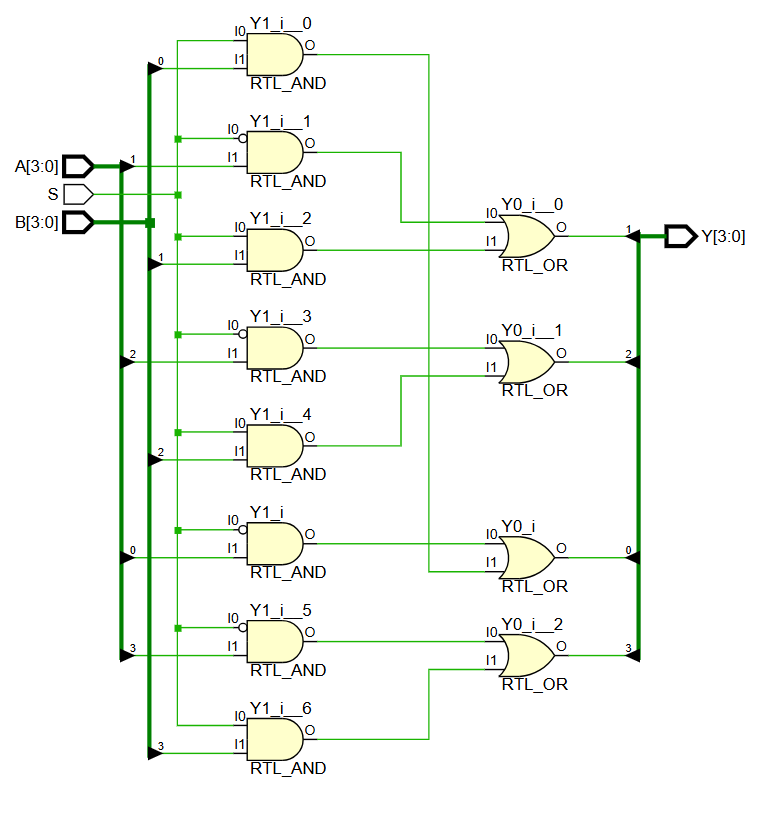 Y1_i__0
I0
O
0
I1
RTL_AND
Y1_i__1
I0
O
A[3:0]
1
I1
RTL_AND
S
Y0_i__0
B[3:0]
Y1_i__2
I0
O
I0
O
1
Y[3:0]
I1
1
I1
RTL_OR
RTL_AND
Y1_i__3
I0
O
Y0_i__1
I0
O
2
I1
2
I1
RTL_AND
RTL_OR
Y1_i__4
I0
O
2
I1
RTL_AND
Y1_i
I0
O
Y0_i
I0
O
0
I1
0
I1
RTL_AND
RTL_OR
Y1_i__5
I0
O
Y0_i__2
I0
O
3
I1
3
I1
RTL_AND
RTL_OR
Y1_i__6
I0
O
3
I1
RTL_AND